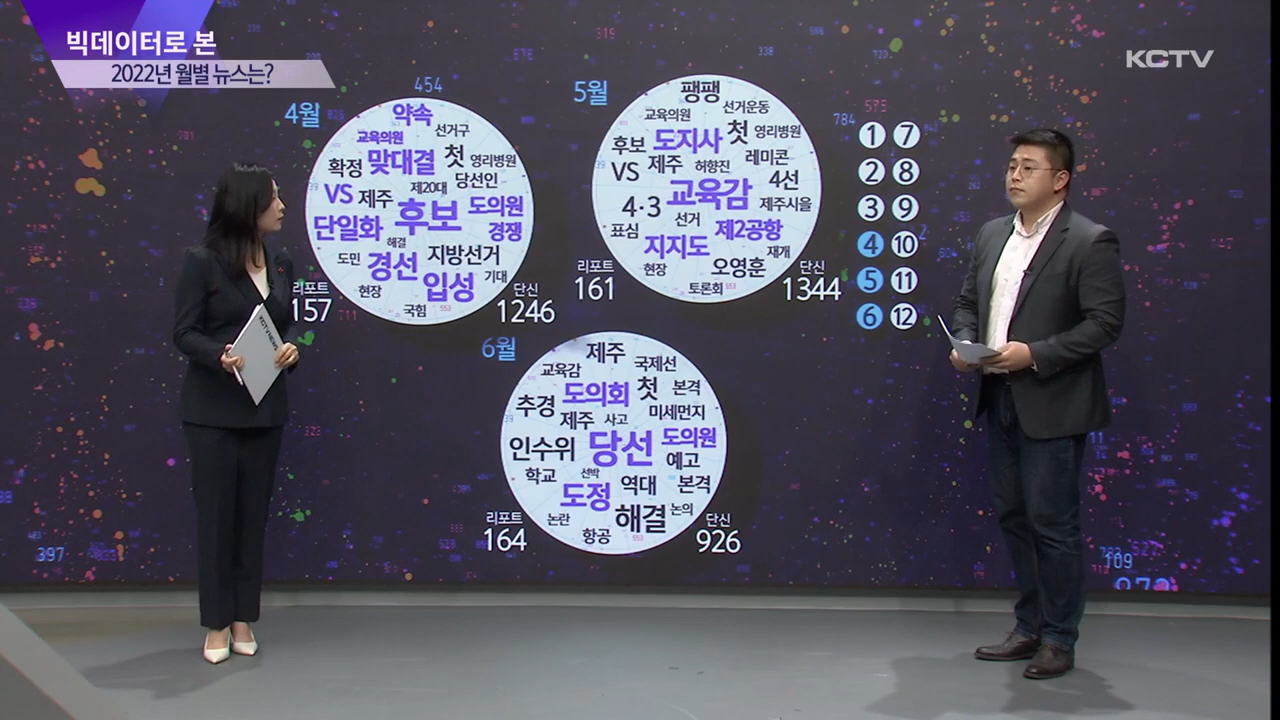 빅데이터로 본
2022년 월별 뉴스는?
KCTV
4월
454
약속
교육의원 선거구
확정 맞대결 첫 영리병원
VS 제주 제20대 당선인
단일화 후보 도의원
해결 경쟁
도민 경선 지방선거
현장 입성 기대
국힘 553
리포트
157
단신
1246
5월
팽팽
교육의원 선거운동
후보 도지사 첫 영리병원
VS 제주 허향진 레미콘
교육감 4선
4·3 선거 제주시을
표심 지지도 제2공항
현장 오영훈 재개
토론회 553
리포트
161
단신
1344
6월
제주
교육감 국제선
추경 도의회 첫 본격
제주 사고 미세먼지
인수위 당선 도의원
예고
학교 선박 역대 본격
도정
논란 해결 논의
항공 553
리포트
164
단신
926
575
784
1 7
2 8
3 9
4 10
5 11
6 12
319
338
397
109
873
KCTV NEWS